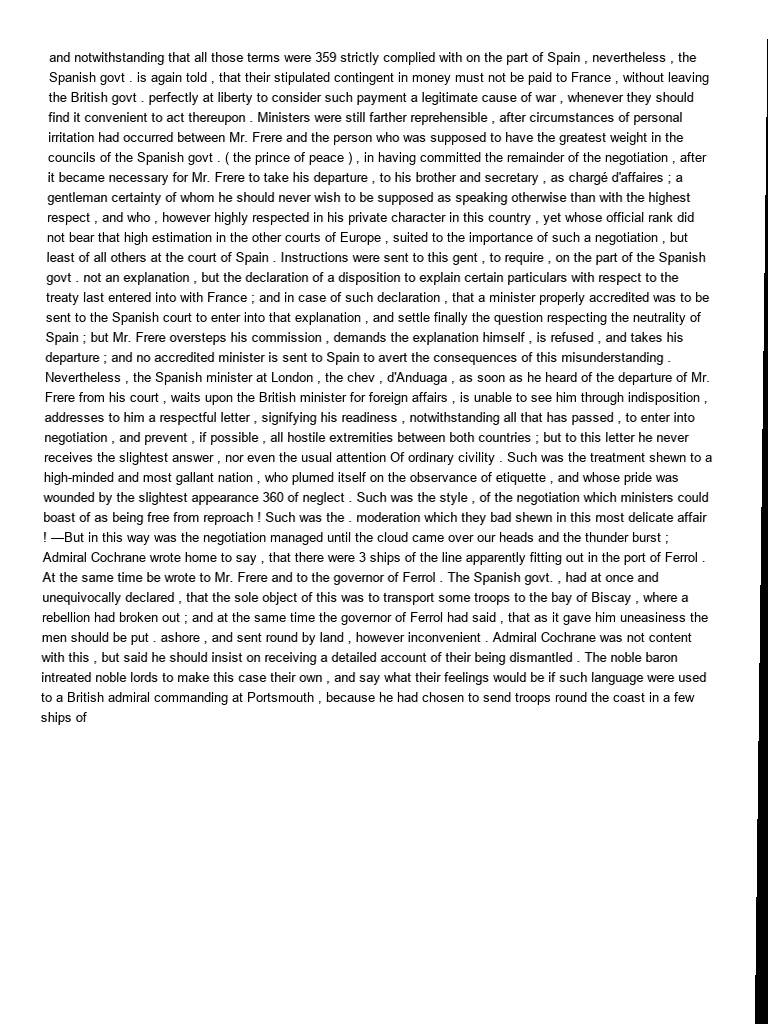 and notwithstanding that all those terms were 359 strictly complied with on the part of Spain , nevertheless , the
Spanish govt . is again told , that their stipulated contingent in money must not be paid to France , without leaving
the British govt . perfectly at liberty to consider such payment a legitimate cause of war , whenever they should
find it convenient to act thereupon . Ministers were still farther reprehensible , after circumstances of personal
irritation had occurred between Mr. Frere and the person who was supposed to have the greatest weight in the
councils of the Spanish govt . ( the prince of peace ) , in having committed the remainder of the negotiation , after
it became necessary for Mr. Frere to take his departure , to his brother and secretary , as chargé d'affaires ; a
gentleman certainty of whom he should never wish to be supposed as speaking otherwise than with the highest
respect , and who , however highly respected in his private character in this country , yet whose official rank did
not bear that high estimation in the other courts of Europe , suited to the importance of such a negotiation , but
least of all others at the court of Spain . Instructions were sent to this gent , to require , on the part of the Spanish
govt . not an explanation , but the declaration of a disposition to explain certain particulars with respect to the
treaty last entered into with France ; and in case of such declaration , that a minister properly accredited was to be
sent to the Spanish court to enter into that explanation , and settle finally the question respecting the neutrality of
Spain ; but Mr. Frere oversteps his commission , demands the explanation himself , is refused , and takes his
departure ; and no accredited minister is sent to Spain to avert the consequences of this misunderstanding .
Nevertheless , the Spanish minister at London , the chev , d'Anduaga , as soon as he heard of the departure of Mr.
Frere from his court , waits upon the British minister for foreign affairs , is unable to see him through indisposition ,
addresses to him a respectful letter , signifying his readiness , notwithstanding all that has passed , to enter into
negotiation , and prevent , if possible , all hostile extremities between both countries ; but to this letter he never
receives the slightest answer , nor even the usual attention Of ordinary civility . Such was the treatment shewn to a
high-minded and most gallant nation , who plumed itself on the observance of etiquette , and whose pride was
wounded by the slightest appearance 360 of neglect . Such was the style , of the negotiation which ministers could
boast of as being free from reproach ! Such was the . moderation which they bad shewn in this most delicate affair
! —But in this way was the negotiation managed until the cloud came over our heads and the thunder burst ;
Admiral Cochrane wrote home to say , that there were 3 ships of the line apparently fitting out in the port of Ferrol .
At the same time be wrote to Mr. Frere and to the governor of Ferrol . The Spanish govt. , had at once and
unequivocally declared , that the sole object of this was to transport some troops to the bay of Biscay , where a
rebellion had broken out ; and at the same time the governor of Ferrol had said , that as it gave him uneasiness the
men should be put . ashore , and sent round by land , however inconvenient . Admiral Cochrane was not content
with this , but said he should insist on receiving a detailed account of their being dismantled . The noble baron
intreated noble lords to make this case their own , and say what their feelings would be if such language were used
to a British admiral commanding at Portsmouth , because he had chosen to send troops round the coast in a few
ships of